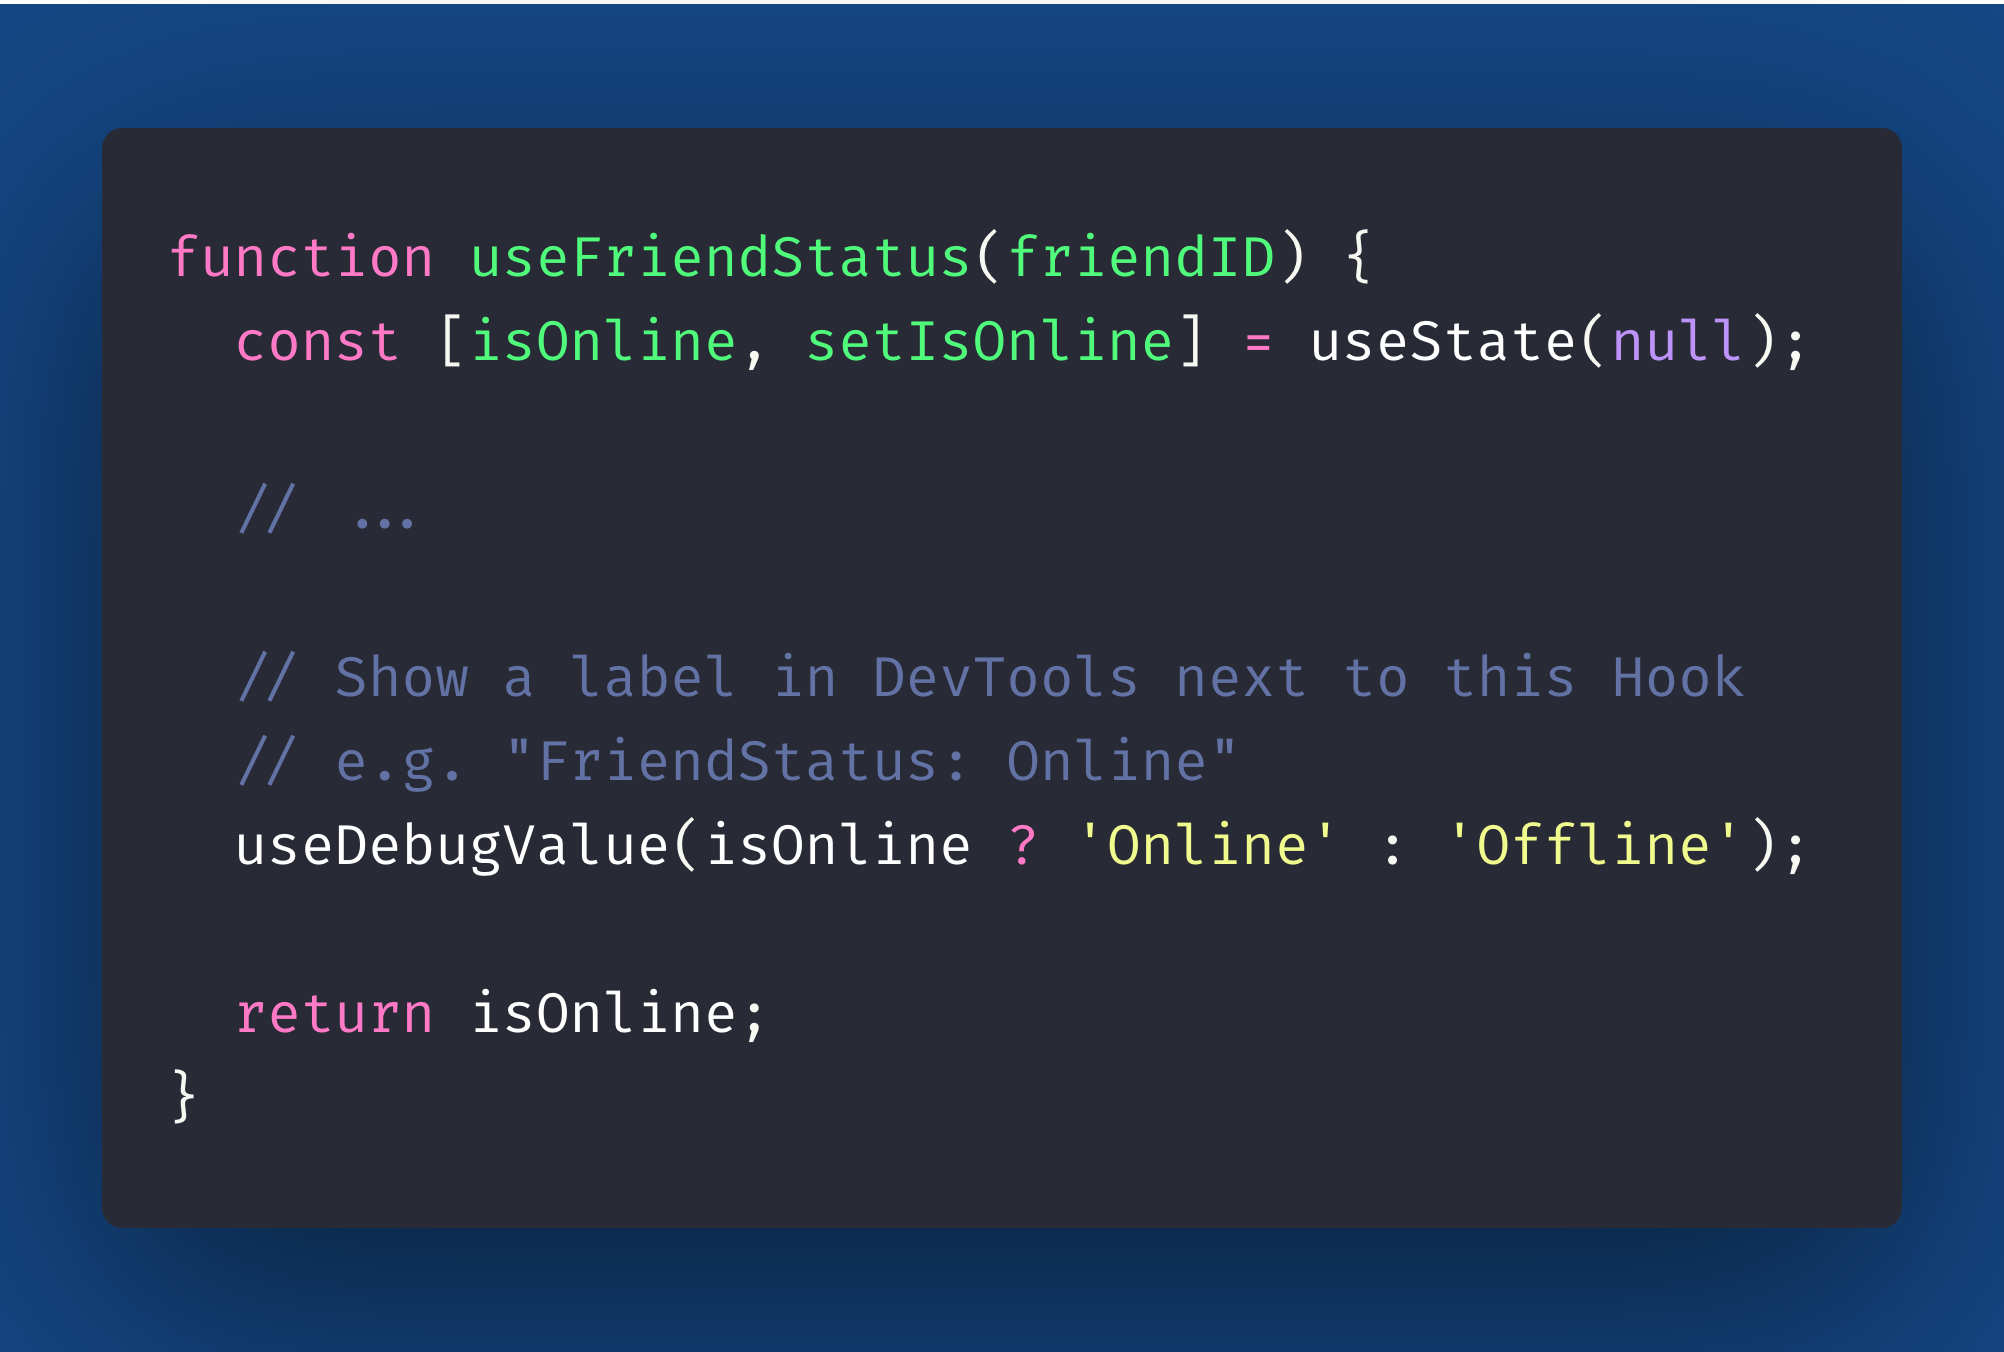 function useFriendStatus(friendID) {
  const [isOnline, setIsOnline] = useState(null);

  // ...

  // Show a label in DevTools next to this Hook
  // e.g. "FriendStatus: Online"
  useDebugValue(isOnline ? 'Online' : 'Offline');

  return isOnline;
}